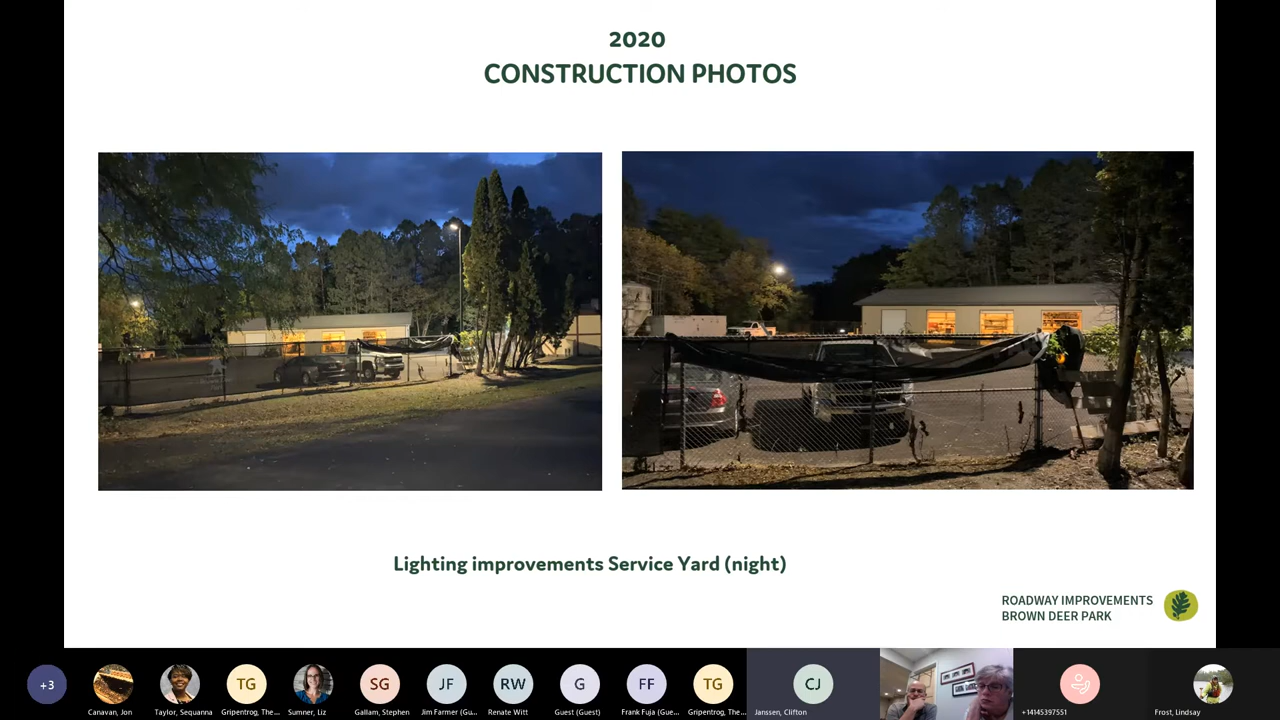 2020
CONSTRUCTION PHOTOS
Lighting improvements Service Yard (night)
ROADWAY IMPROVEMENTS
BROWN DEER PARK
+3
TG
SG
JF
RW
G
FF
TG
CJ
Canavan, Jon
Taylor, Sequanna
Gripentrog, The...
Sumner, Liz
Gallam, Stephen
Jim Farmer (Gu...
Renate Witt
Guest (Guest)
Frank Fuja (Gue...
Gripentrog, The...
Janssen, Clifton
+14145397551
Frost, Lindsay